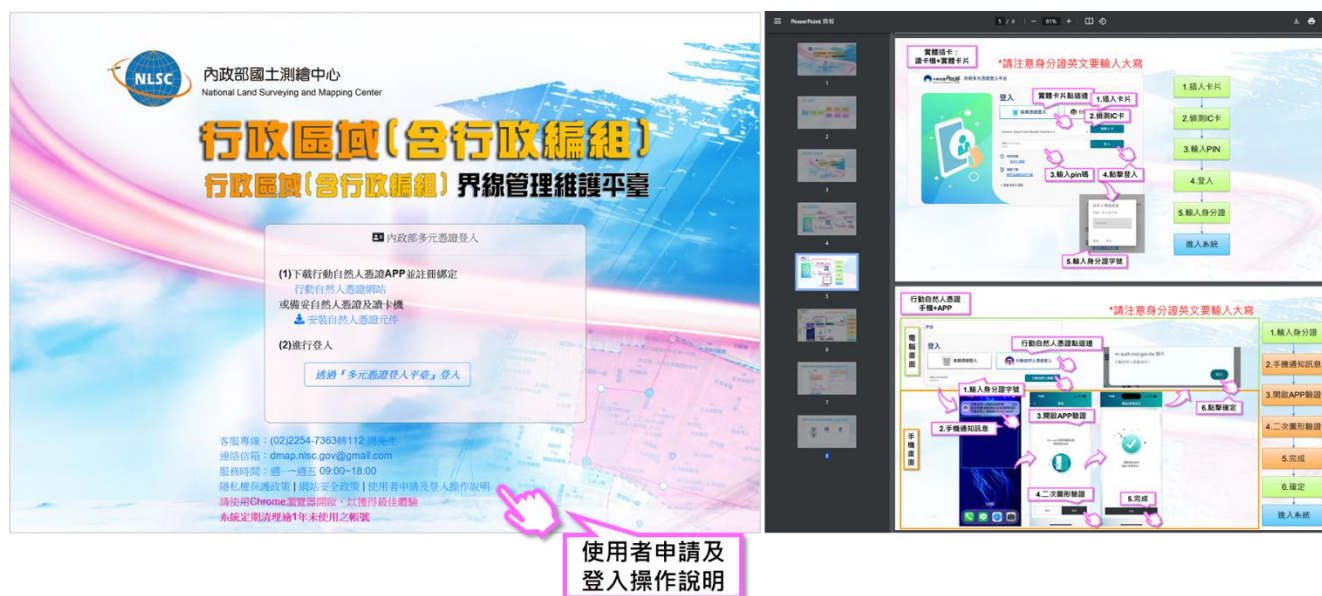 NLSC
內政部國土測繪中心
National Land Surveying and Mapping Center
行政區域(含行政編組)
行政區域(含行政編組) 界線管理維護平臺
內政部多元憑證登入
(1)下載行動自然人憑證APP並註冊綁定
行動自然人憑證網站
或備妥自然人憑證及讀卡機
安裝自然人憑證元件
(2)進行登入
透過『多元憑證登入平臺』登入
客服專線：(02)2254-7363轉112
連絡信箱：dmap.nlsc.gov@gmail.com
服務時間：週一~週五 09:00~18:00
隱私權保護政策 | 網站安全政策 | 使用者申請及登入操作說明
請使用Chrome瀏覽器開啟，以獲得最佳體驗
系統定期清理逾1年未使用之帳號
使用者申請及
登入操作說明
PowerPoint 簡報
5 / 8
81%
1
2
3
4
5
6
7
8
實體插卡：
讀卡機+實體卡片
*請注意身分證英文要輸入大寫
登入
實體卡片點這邊
1.插入卡片
2.偵測IC卡
3.輸入pin碼
4.點擊登入
5.輸入身分證字號
1.插入卡片
2.偵測IC卡
3.輸入PIN
4.登入
5.輸入身分證
進入系統
行動自然人憑證
手機+APP
*請注意身分證英文要輸入大寫
電腦畫面
登入
行動自然人憑證點這邊
1.輸入身分證字號
6.點擊確定
手機畫面
2.手機通知訊息
3.開啟APP驗證
4.二次圖形驗證
5.完成
1.輸入身分證
2.手機通知訊息
3.開啟APP驗證
4.二次圖形驗證
5.完成
6.確定
進入系統